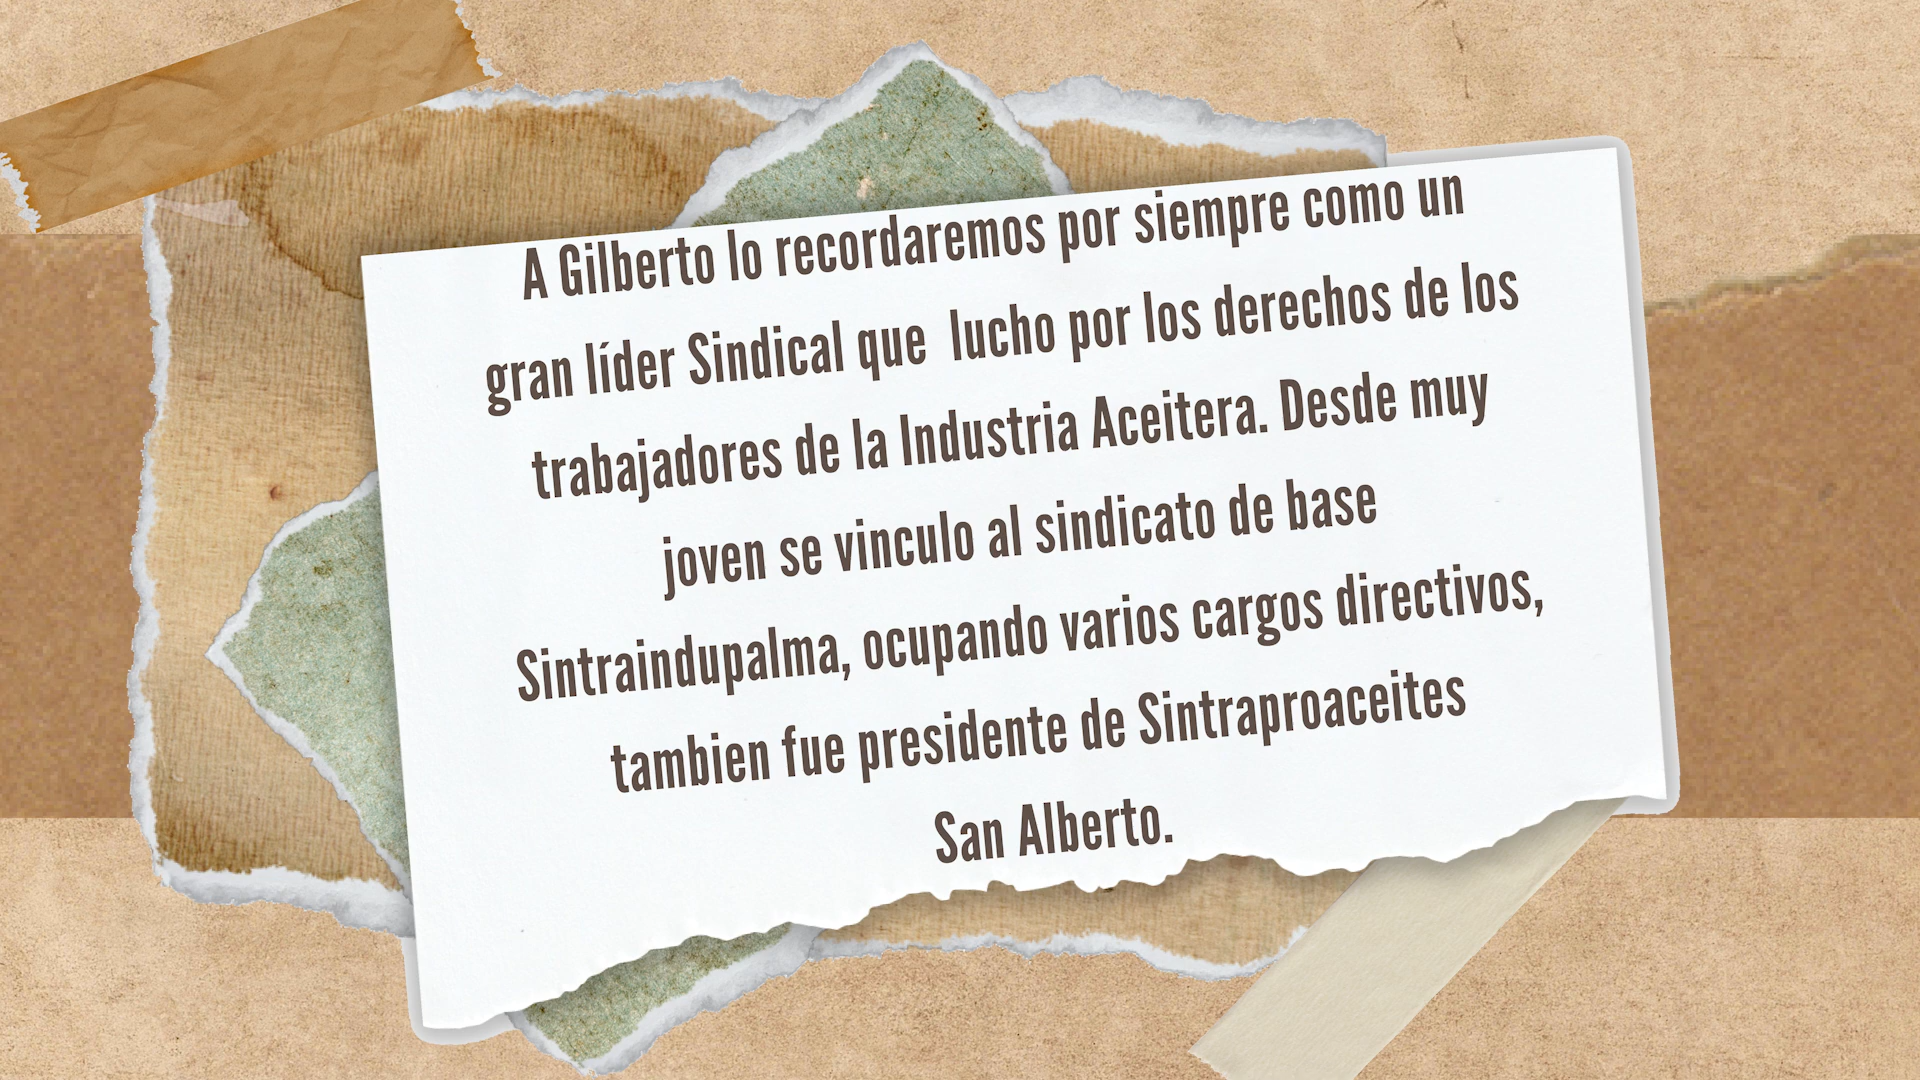 A Gilberto lo recordaremos por siempre como un
gran líder Sindical que lucho por los derechos de los
trabajadores de la Industria Aceitera. Desde muy
joven se vinculo al sindicato de base
Sintraindupalma, ocupando varios cargos directivos,
tambien fue presidente de Sintraproaceites
San Alberto.